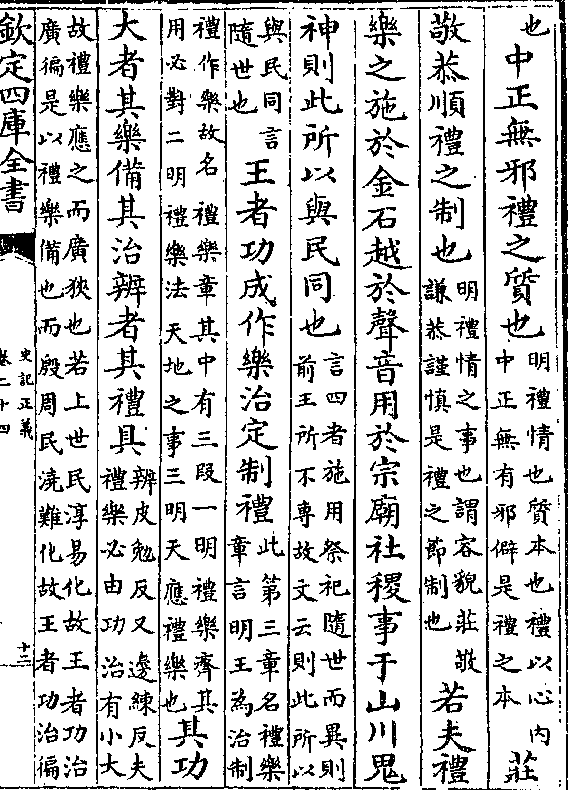 也中正無邪禮之質也明禮情也質本也禮以心内中正無有邪僻是禮之本莊
敬恭順禮之制也明禮情之事也謂容貌莊敬謙恭謹慎是禮之節制也若夫禮
樂之施於金石越於聲音用於宗廟社稷事于山川鬼
神則此所以與民同也言四者施用祭祀隨世而異則前王所不專故文云則此所以
與民同言隨世也王者功成作樂治定制禮此第三章名禮樂章言明王為治制
禮作樂故名禮樂章其中有三段一明禮樂齊其用必對二明禮樂法天地之事三明天應禮樂也其功
大者其樂備其治辨者其禮具辨皮勉反又邊練反夫禮樂必由功治有小大
故禮樂應之而廣狹也若上世民淳易化故王者功治廣徧是以禮樂備也而殷周民澆難化故王者功治徧
欽定四庫全書
史記正義
卷二十四